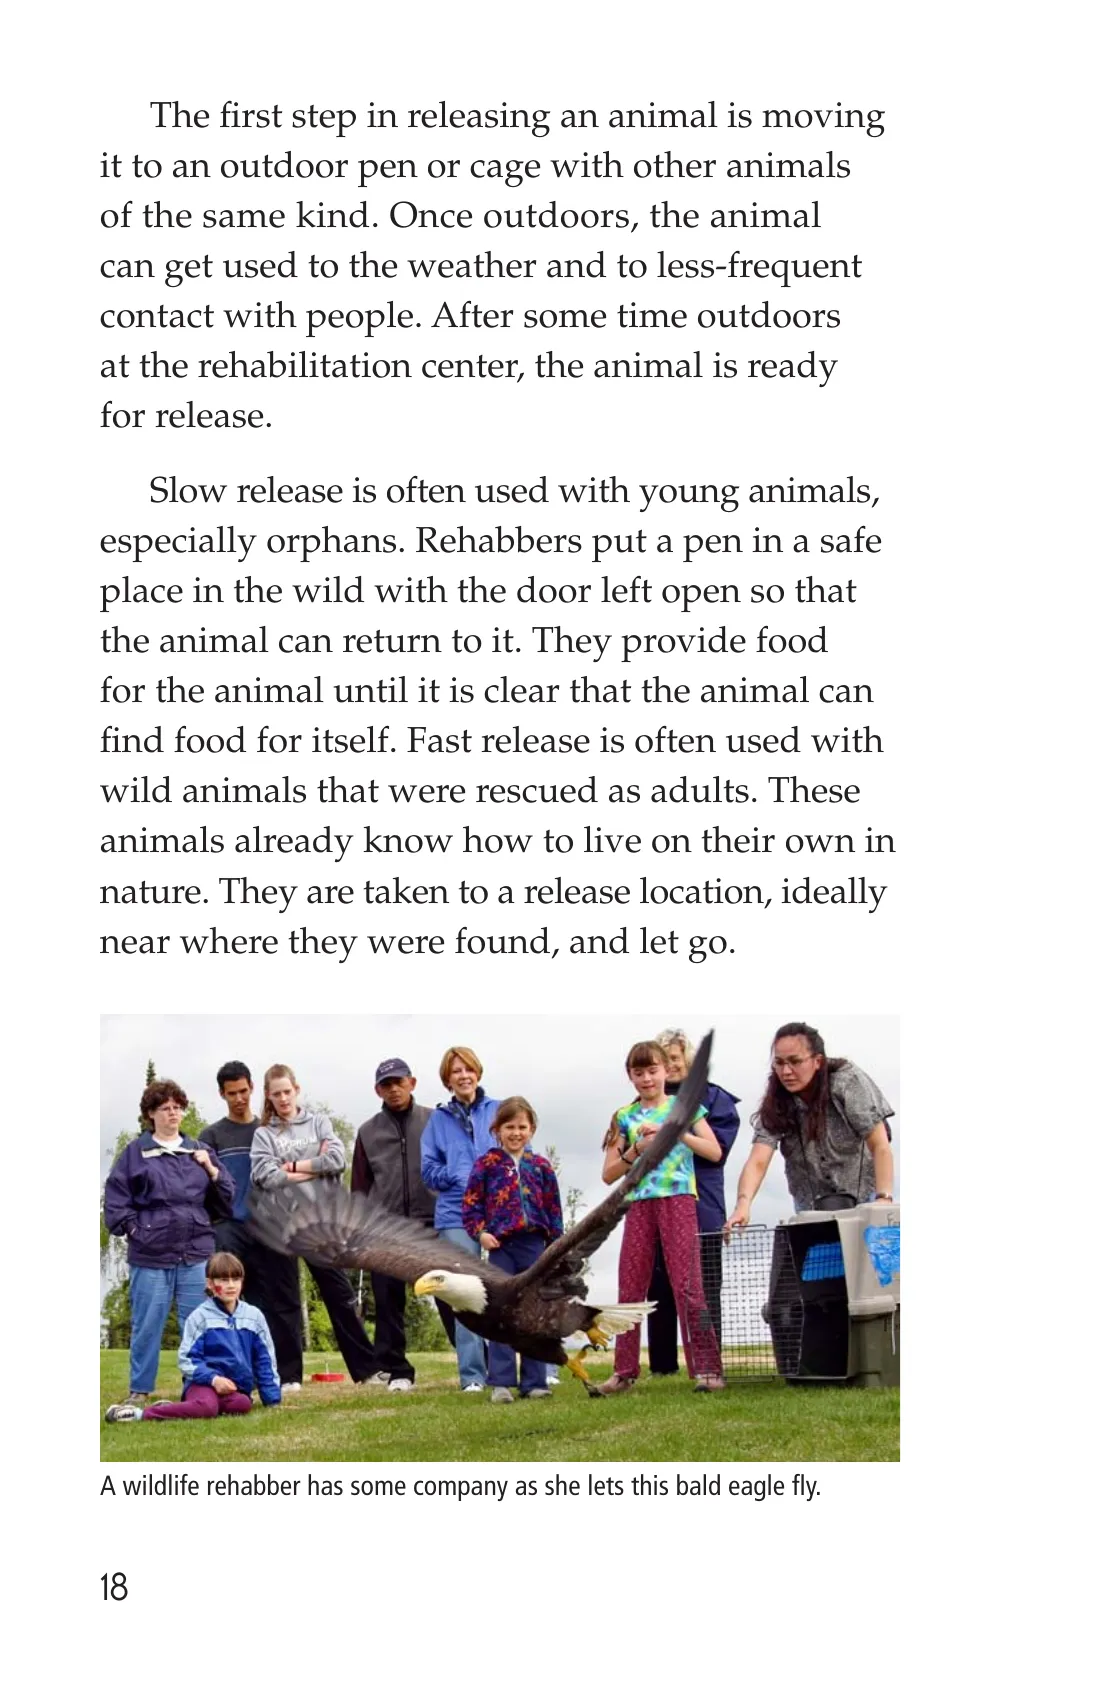 The first step in releasing an animal is moving
it to an outdoor pen or cage with other animals
of the same kind. Once outdoors, the animal
can get used to the weather and to less-frequent
contact with people. After some time outdoors
at the rehabilitation center, the animal is ready
for release.
Slow release is often used with young animals,
especially orphans. Rehabbers put a pen in a safe
place in the wild with the door left open so that
the animal can return to it. They provide food
for the animal until it is clear that the animal can
find food for itself. Fast release is often used with
wild animals that were rescued as adults. These
animals already know how to live on their own in
nature. They are taken to a release location, ideally
near where they were found, and let go.
A wildlife rehabber has some company as she lets this bald eagle fly.
18